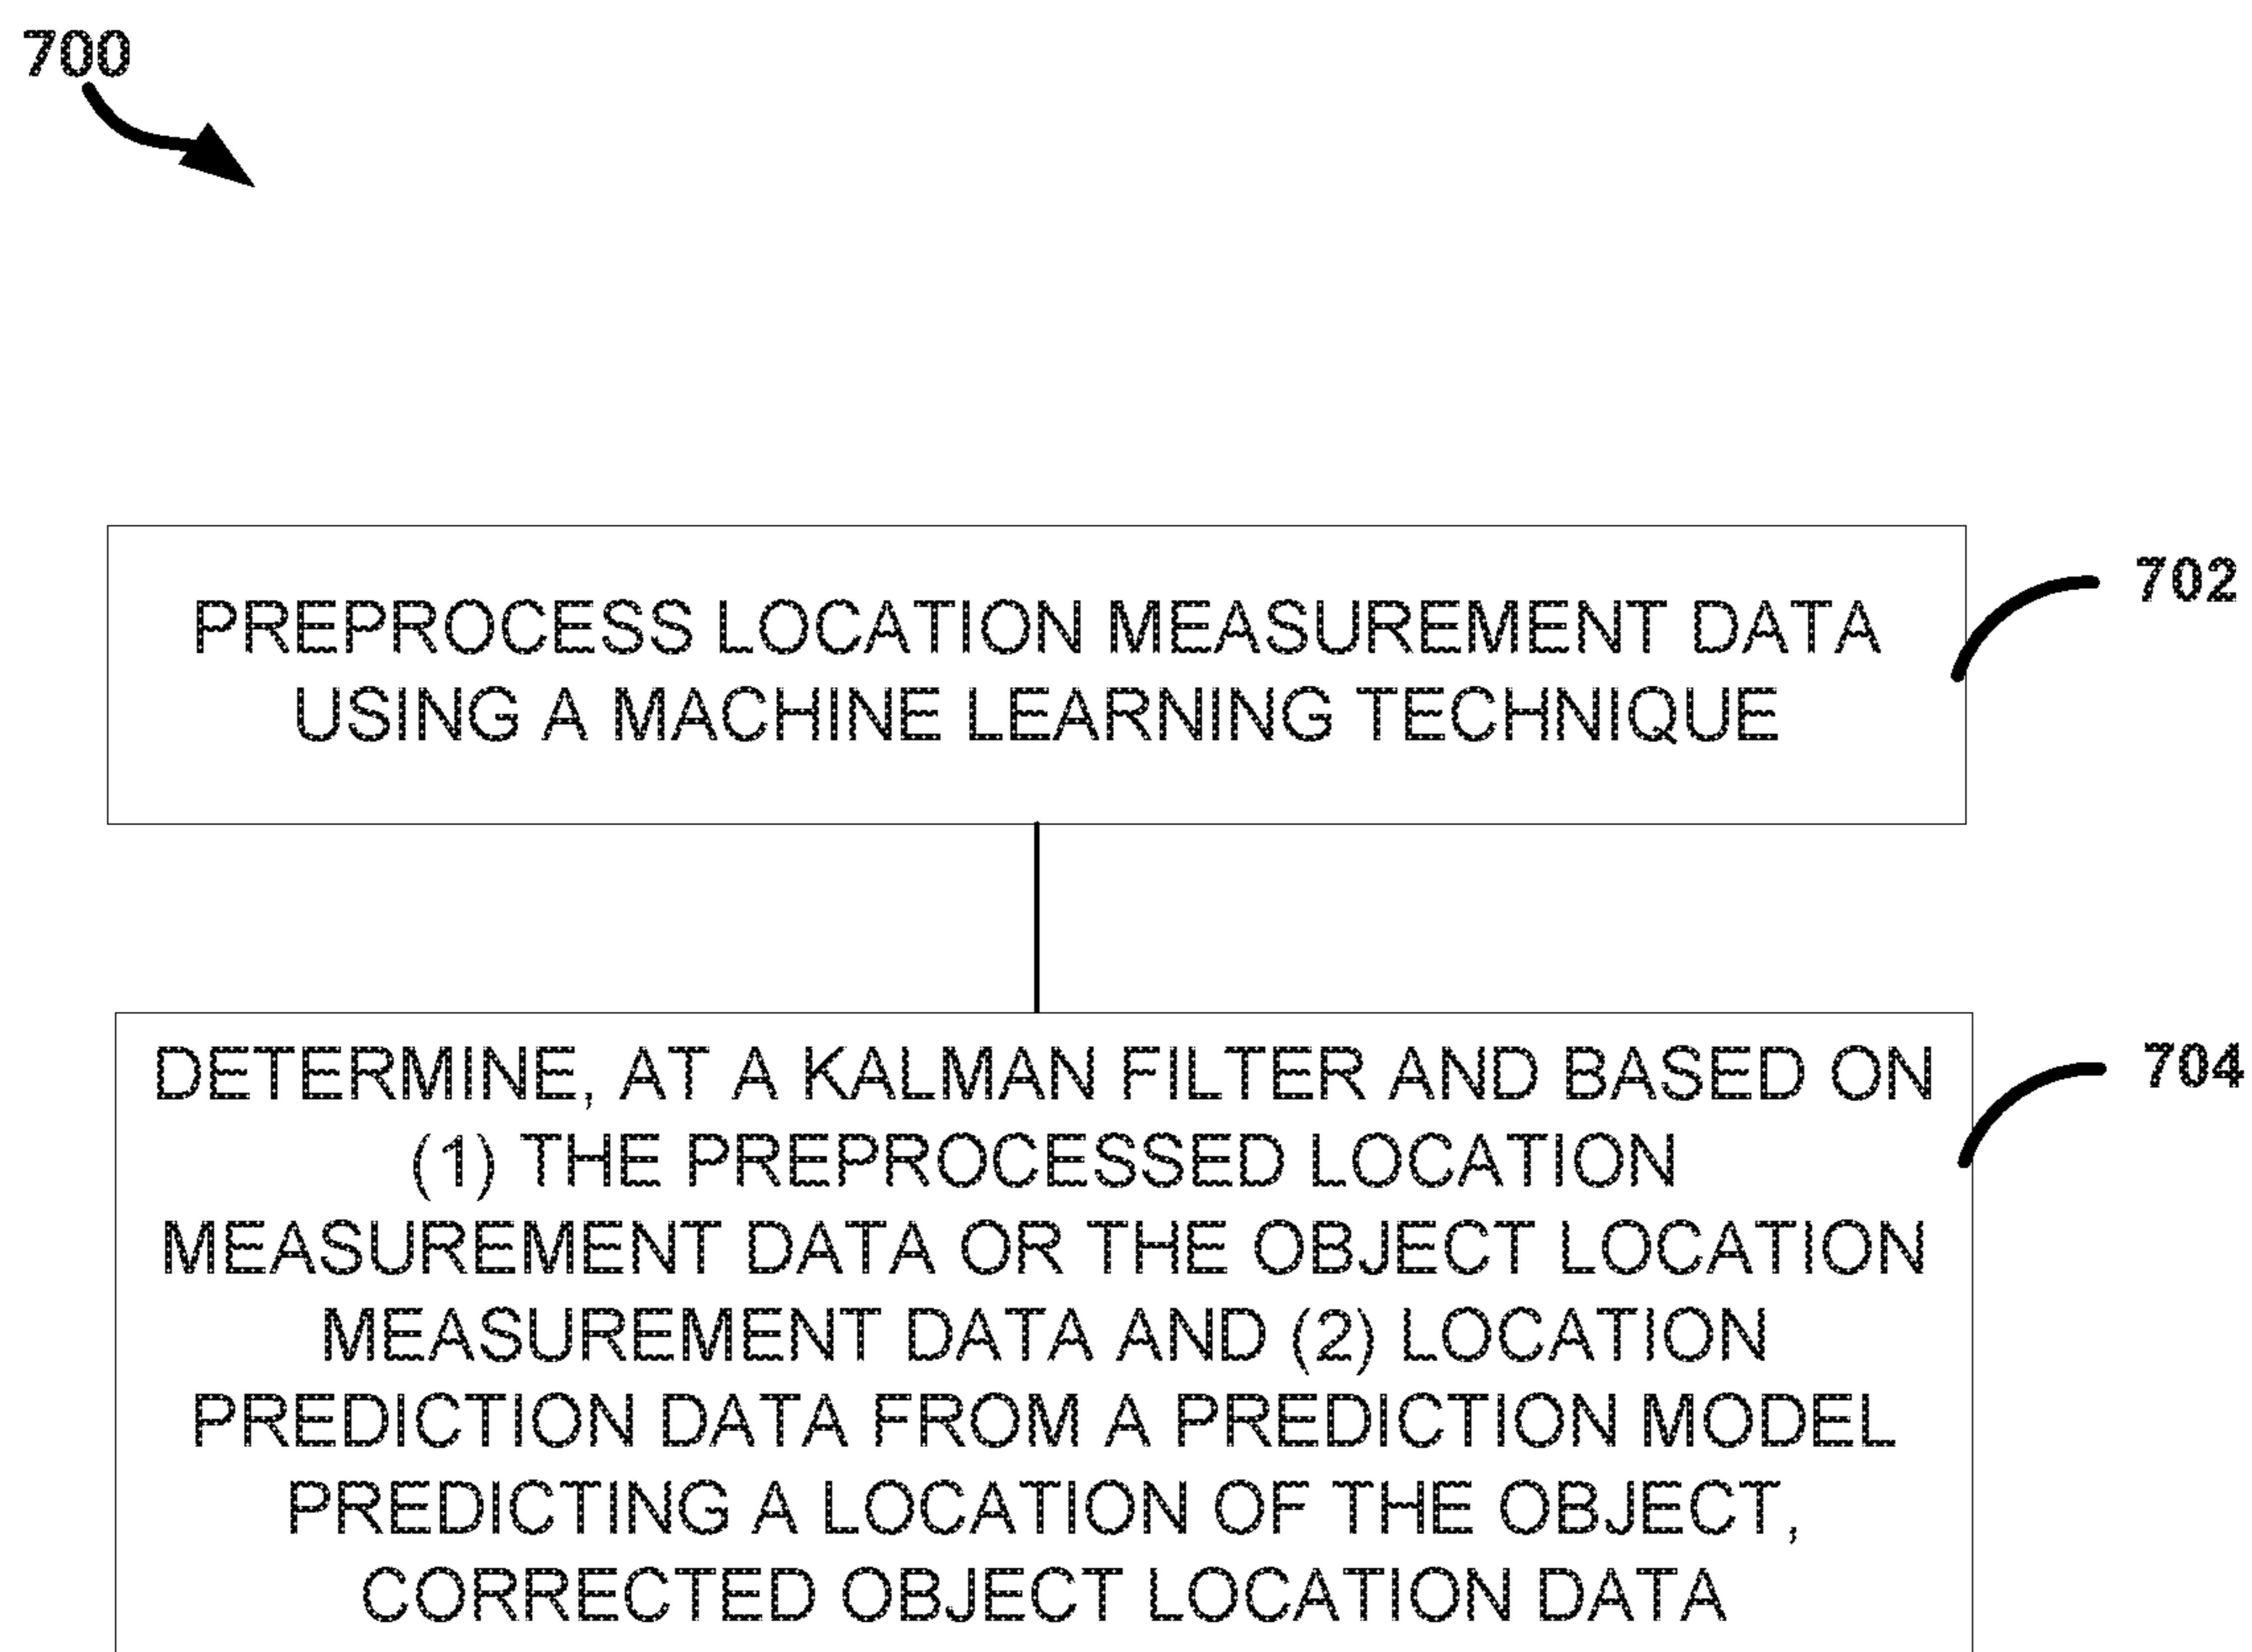 700
702
PREPROCESS LOCATION MEASUREMENT DATA
USING A MACHINE LEARNING TECHNIQUE
704
DETERMINE, AT A KALMAN FILTER AND BASED ON
(1) THE PREPROCESSED LOCATION
MEASUREMENT DATA OR THE OBJECT LOCATION
MEASUREMENT DATA AND (2) LOCATION
PREDICTION DATA FROM A PREDICTION MODEL
PREDICTING A LOCATION OF THE OBJECT,
CORRECTED OBJECT LOCATION DATA